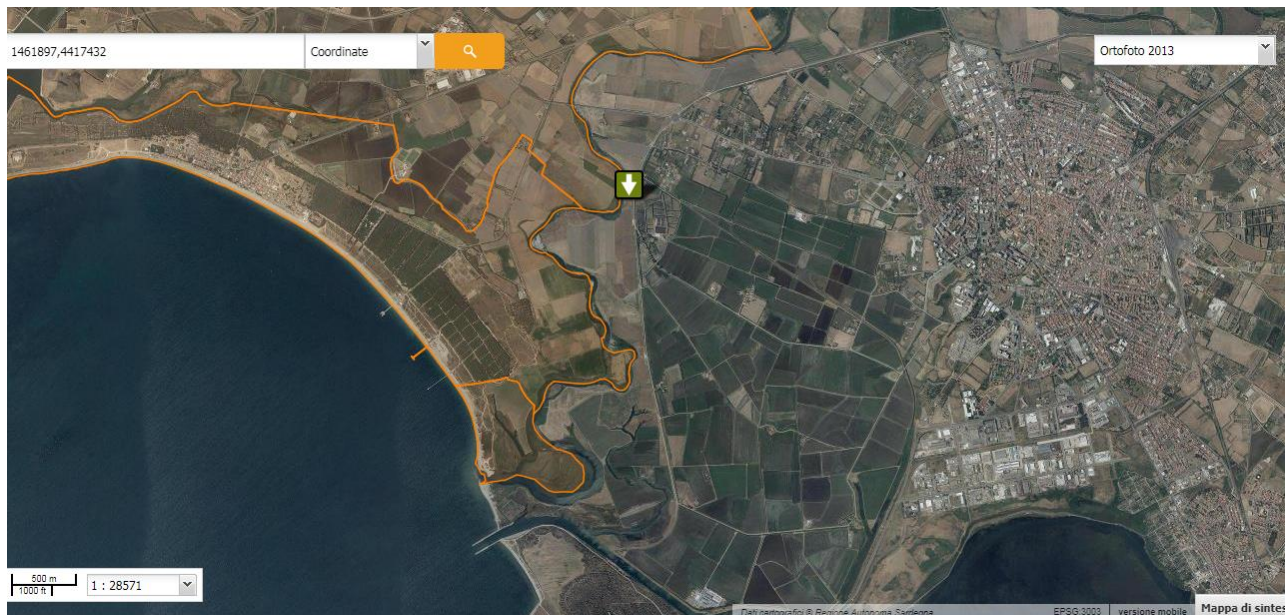 1461897,4417432
Coordinate
Ortofoto 2013
500 m
1000 ft
1 : 28571
Dati cartografici © Regione Autonoma Sardegna
EPSG 3003
versione mobile
Mappa di sinte